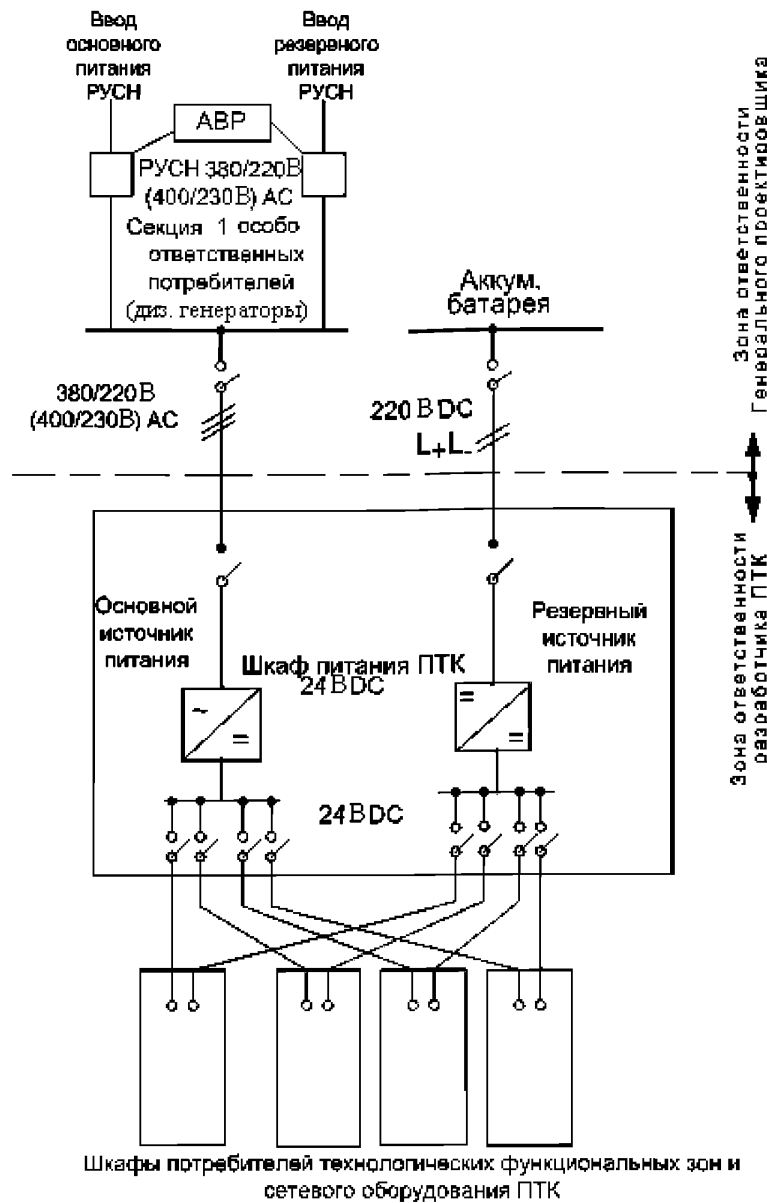 Ввод
основного
питания
РУСН
Ввод
резервного
питания
РУСН
АВР
РУСН 380/220В
(400/230В) АС
Секция 1 особо
ответственных
потребителей
(диз. генераторы)
Аккум.
батарея
380/220В
(400/230В) АС
220 В DC
L+L-
Зона ответственности
Генерального проектировщика
Зона ответственности
разработчика ПТК
Основной
источник
питания
Резервный
источник
питания
Шкаф питания ПТК
24 В DC
~
=
=
=
24 В DC
Шкафы потребителей технологических функциональных зон и
сетевого оборудования ПТК